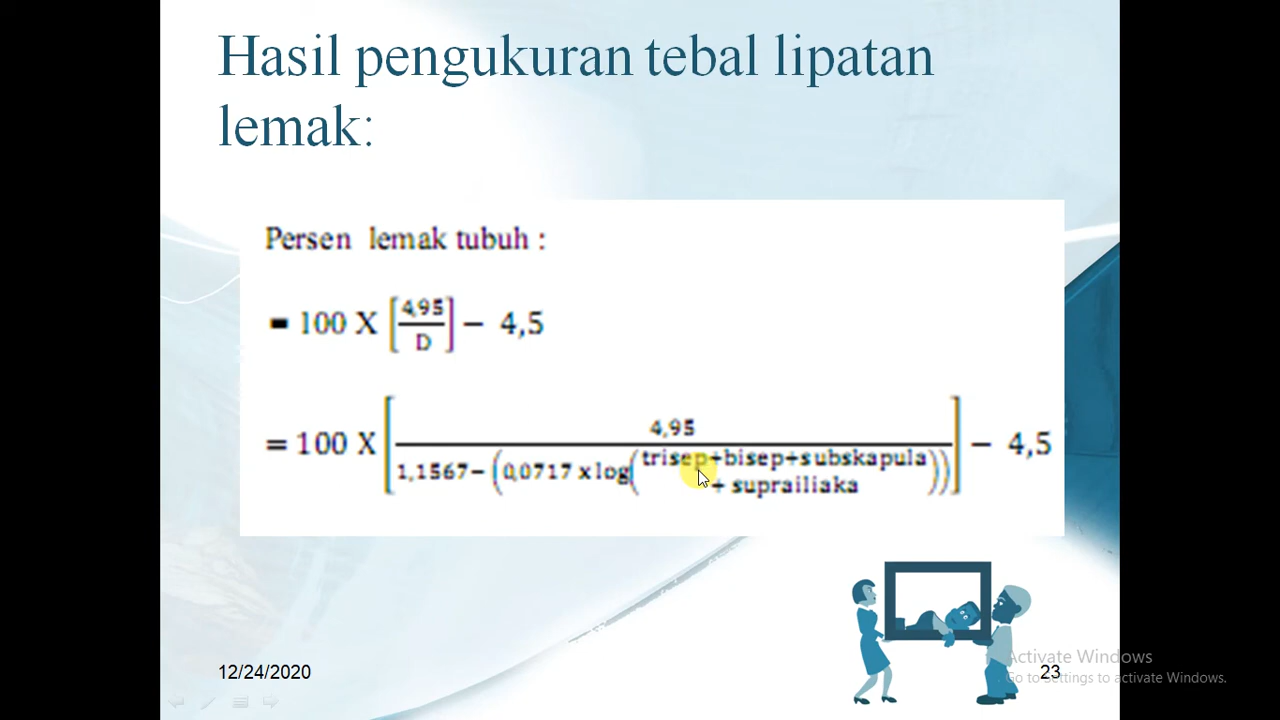 Hasil pengukuran tebal lipatan
lemak:
Persen lemak tubuh :
= 100 X [4,95 / D] − 4,5
= 100 X [4,95 / 1,1567− (0,0717 x log(trisep+bisep+subskapula
+ suprailiaka))] − 4,5
12/24/2020
23
Activate Windows
Go to Settings to activate Windows.